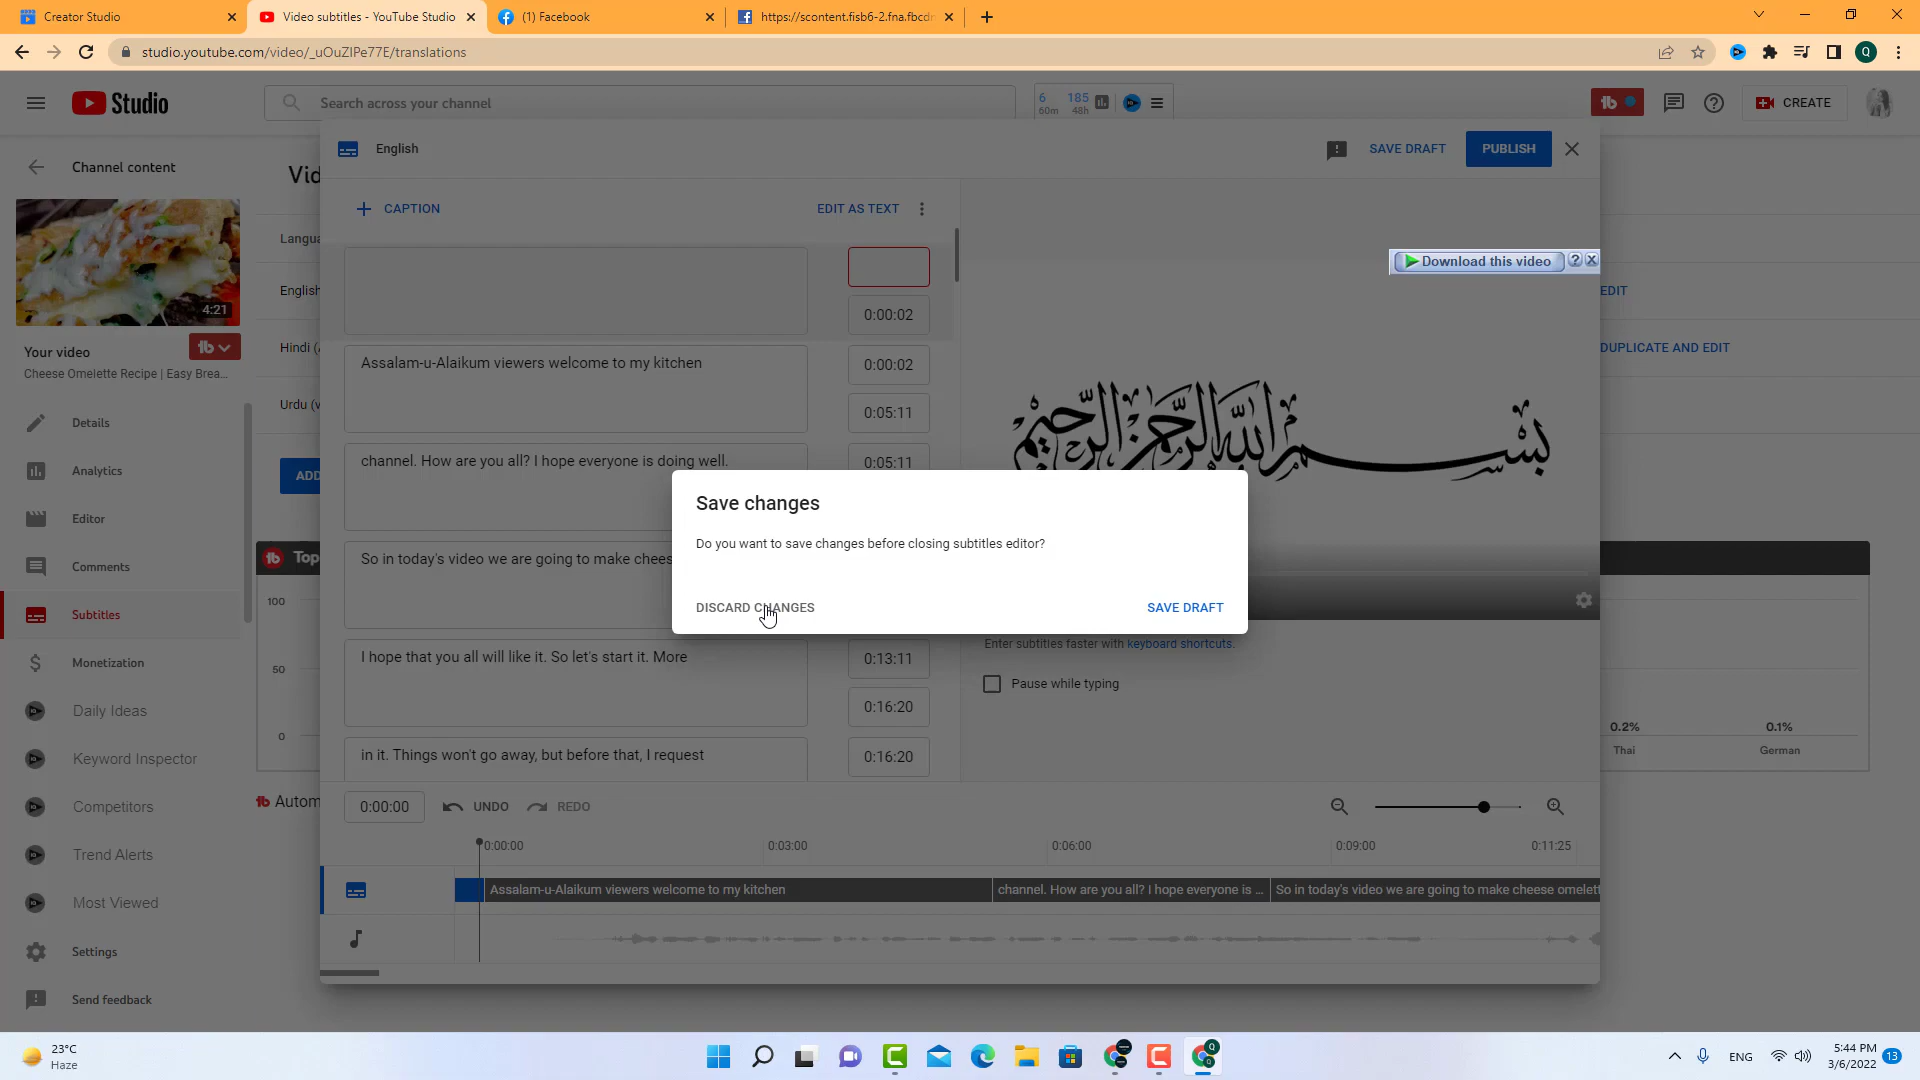 Creator Studio
Video subtitles - YouTube Studio
(1) Facebook
https://scontent.fisb6-2.fna.fbcdn
studio.youtube.com/video/_uOuZIPe77E/translations
Q
Studio
Search across your channel
6
60m
185
48h
CREATE
Channel content
Vid
English
SAVE DRAFT
PUBLISH
CAPTION
EDIT AS TEXT
4:21
Your video
Cheese Omelette Recipe | Easy Brea...
Details
Analytics
Editor
Comments
Subtitles
Monetization
Daily Ideas
Keyword Inspector
Competitors
Trend Alerts
Most Viewed
Settings
Send feedback
Langua
English
Hindi (
Urdu (v
ADD
Top
100
50
0
Autom
0:00:02
Assalam-u-Alaikum viewers welcome to my kitchen
0:00:02
0:05:11
channel. How are you all? I hope everyone is doing well.
0:05:11
So in today's video we are going to make chees
I hope that you all will like it. So let's start it. More
0:13:11
0:16:20
in it. Things won't go away, but before that, I request
0:16:20
Download this video
?
بسم الله الرحمن الرحيم
Save changes
Do you want to save changes before closing subtitles editor?
DISCARD CHANGES
SAVE DRAFT
Enter subtitles faster with keyboard shortcuts.
Pause while typing
EDIT
DUPLICATE AND EDIT
0.2%
Thai
0.1%
German
0:00:00
UNDO
REDO
0:00:00
0:03:00
0:06:00
0:09:00
0:11:25
Assalam-u-Alaikum viewers welcome to my kitchen
channel. How are you all? I hope everyone is ...
So in today's video we are going to make cheese omelett
23°C
Haze
ENG
5:44 PM
3/6/2022
13